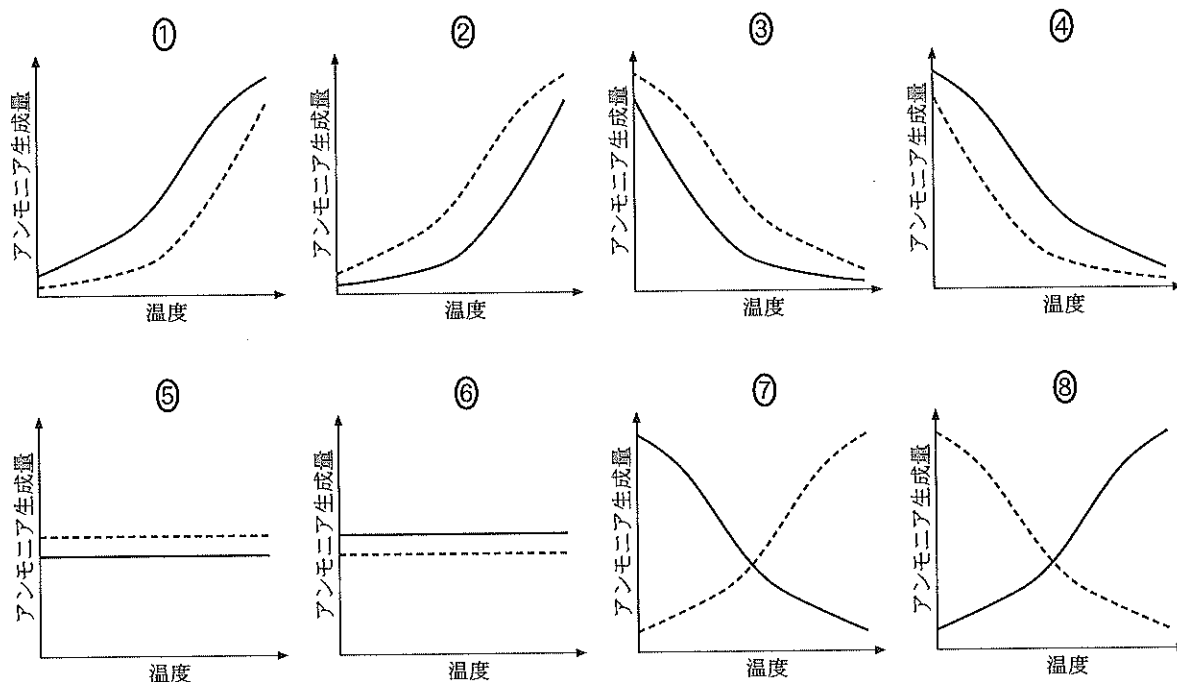 ①
アンモニア生成量
温度
②
アンモニア生成量
温度
③
アンモニア生成量
温度
④
アンモニア生成量
温度
⑤
アンモニア生成量
温度
⑥
アンモニア生成量
温度
⑦
アンモニア生成量
温度
⑧
アンモニア生成量
温度